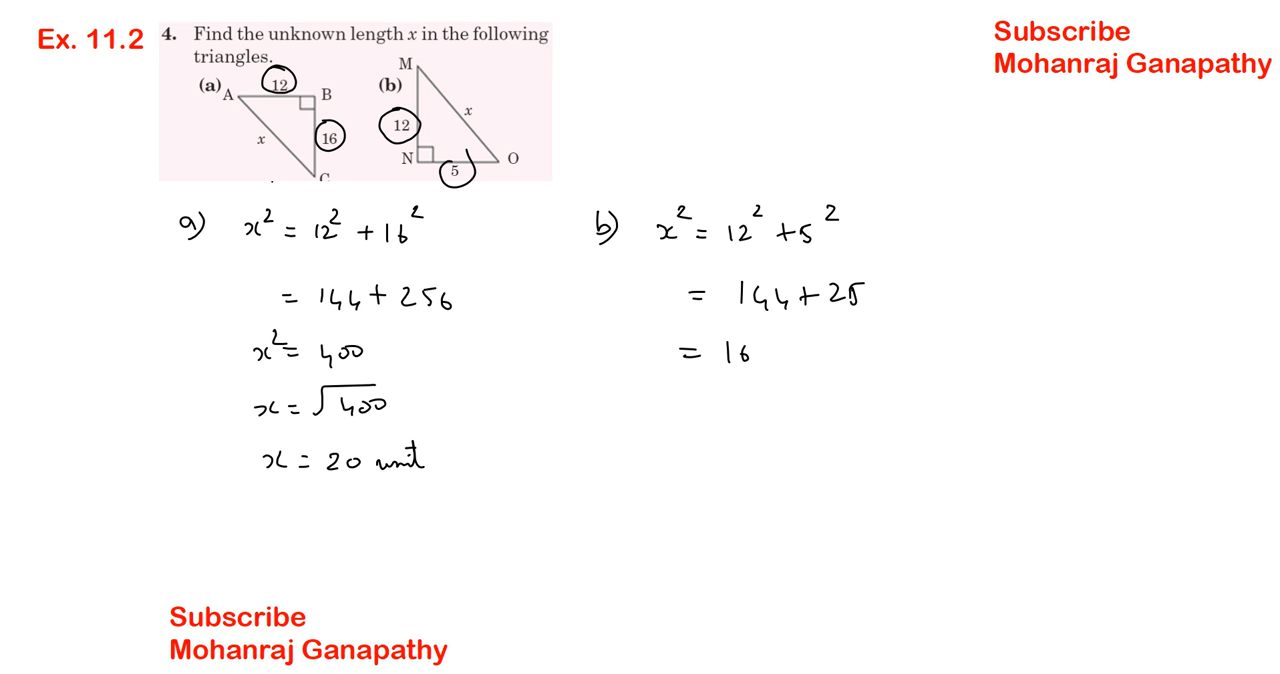 Ex. 11.2
4. Find the unknown length x in the following
triangles.
(a) A 12 B
x 16
C
(b) M
12 x
N 5 O
Subscribe
Mohanraj Ganapathy
a) x² = 12² + 16²
= 144 + 256
x² = 400
x = √400
x = 20 unit
b) x² = 12² + 5²
= 144 + 25
= 16
Subscribe
Mohanraj Ganapathy